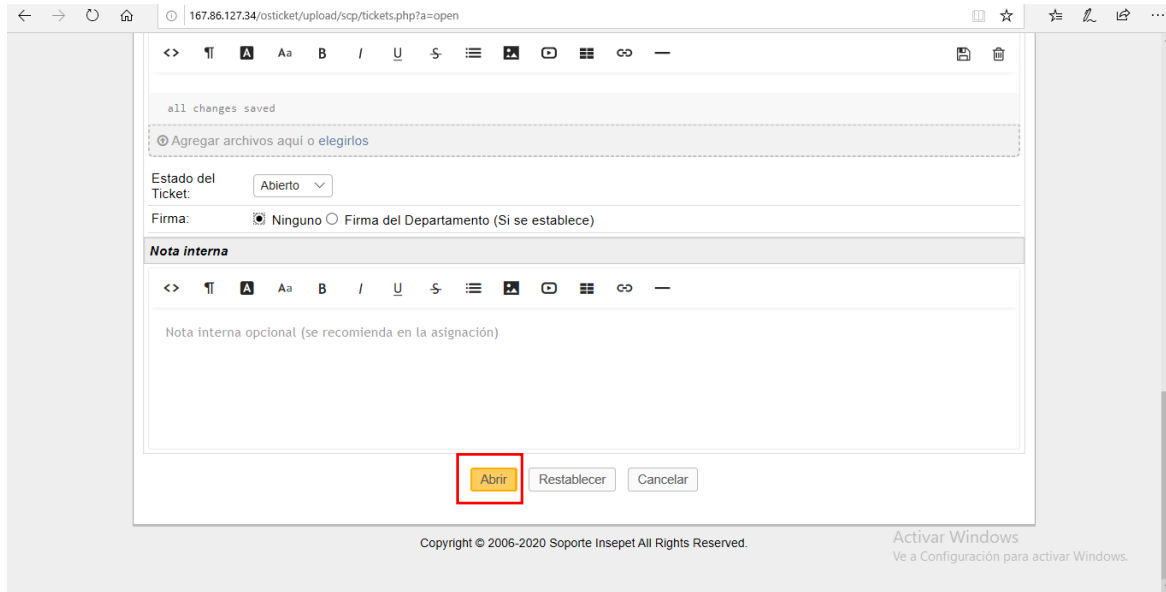 167.86.127.34/osticket/upload/scp/tickets.php?a=open
<> ¶ A Aa B I U S
all changes saved
Agregar archivos aquí o elegirlos
Estado del
Ticket:
Abierto
Firma:
Ninguno
Firma del Departamento (Si se establece)
Nota interna
<> ¶ A Aa B I U S
Nota interna opcional (se recomienda en la asignación)
Abrir
Restablecer
Cancelar
Copyright © 2006-2020 Soporte Insepet All Rights Reserved.
Activar Windows
Ve a Configuración para activar Windows.